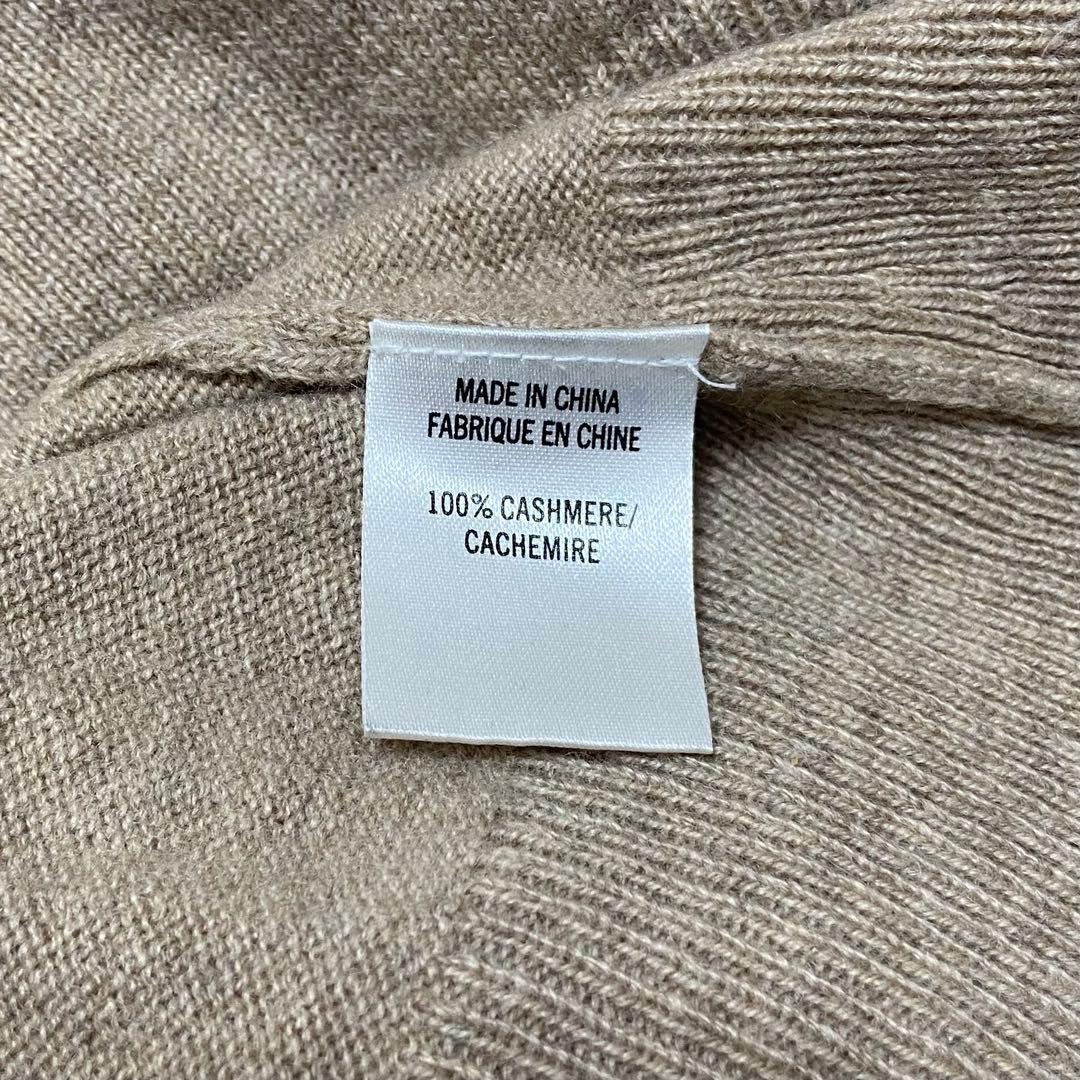 MADE IN CHINA
FABRIQUE EN CHINE
100% CASHMERE/
CACHEMIRE